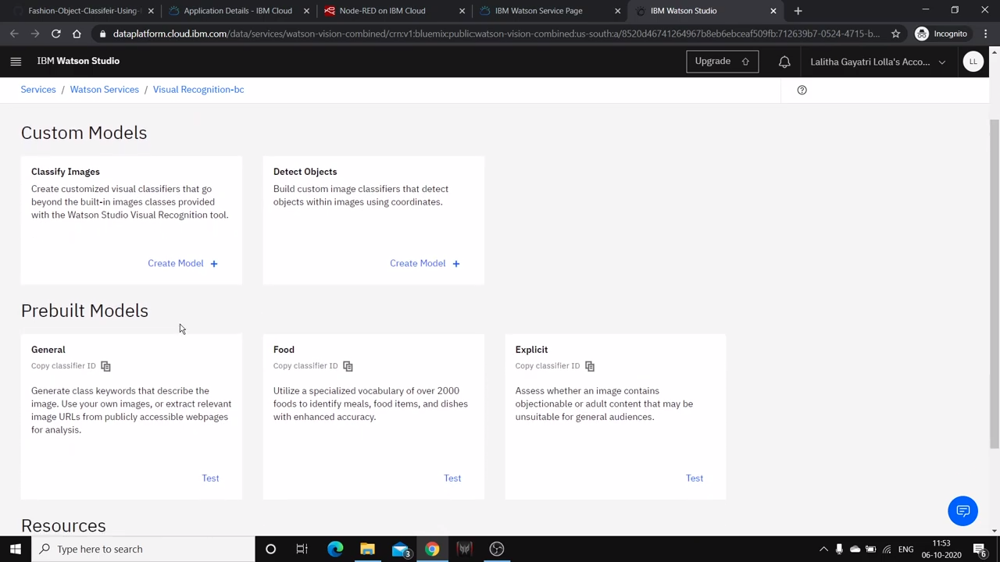 Fashion-Object-Classifeir-Using-I
Application Details - IBM Cloud
Node-RED on IBM Cloud
IBM Watson Service Page
IBM Watson Studio
dataplatform.cloud.ibm.com/data/services/watson-vision-combined/crn:v1:bluemix:public:watson-vision-combined:us-south:a/8520d46741264967b8eb6ebceaf509fb:712639b7-0524-4715-b...
Incognito
IBM Watson Studio
Upgrade
Lalitha Gayatri Lolla's Acco...
LL
Services / Watson Services / Visual Recognition-bc
Custom Models
Classify Images
Create customized visual classifiers that go
beyond the built-in images classes provided
with the Watson Studio Visual Recognition tool.
Create Model +
Detect Objects
Build custom image classifiers that detect
objects within images using coordinates.
Create Model +
Prebuilt Models
General
Copy classifier ID
Generate class keywords that describe the
image. Use your own images, or extract relevant
image URLs from publicly accessible webpages
for analysis.
Test
Food
Copy classifier ID
Utilize a specialized vocabulary of over 2000
foods to identify meals, food items, and dishes
with enhanced accuracy.
Test
Explicit
Copy classifier ID
Assess whether an image contains
objectionable or adult content that may be
unsuitable for general audiences.
Test
Resources
Type here to search
3
ENG
11:53
06-10-2020
6